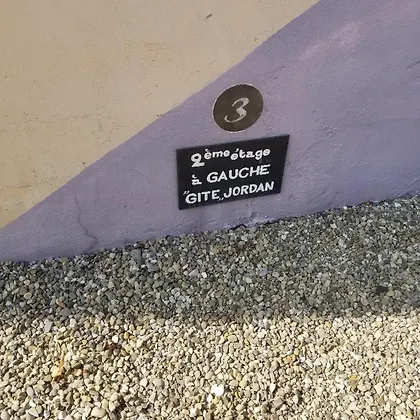 3
2ème étage
à GAUCHE
"GITE„ JORDAN